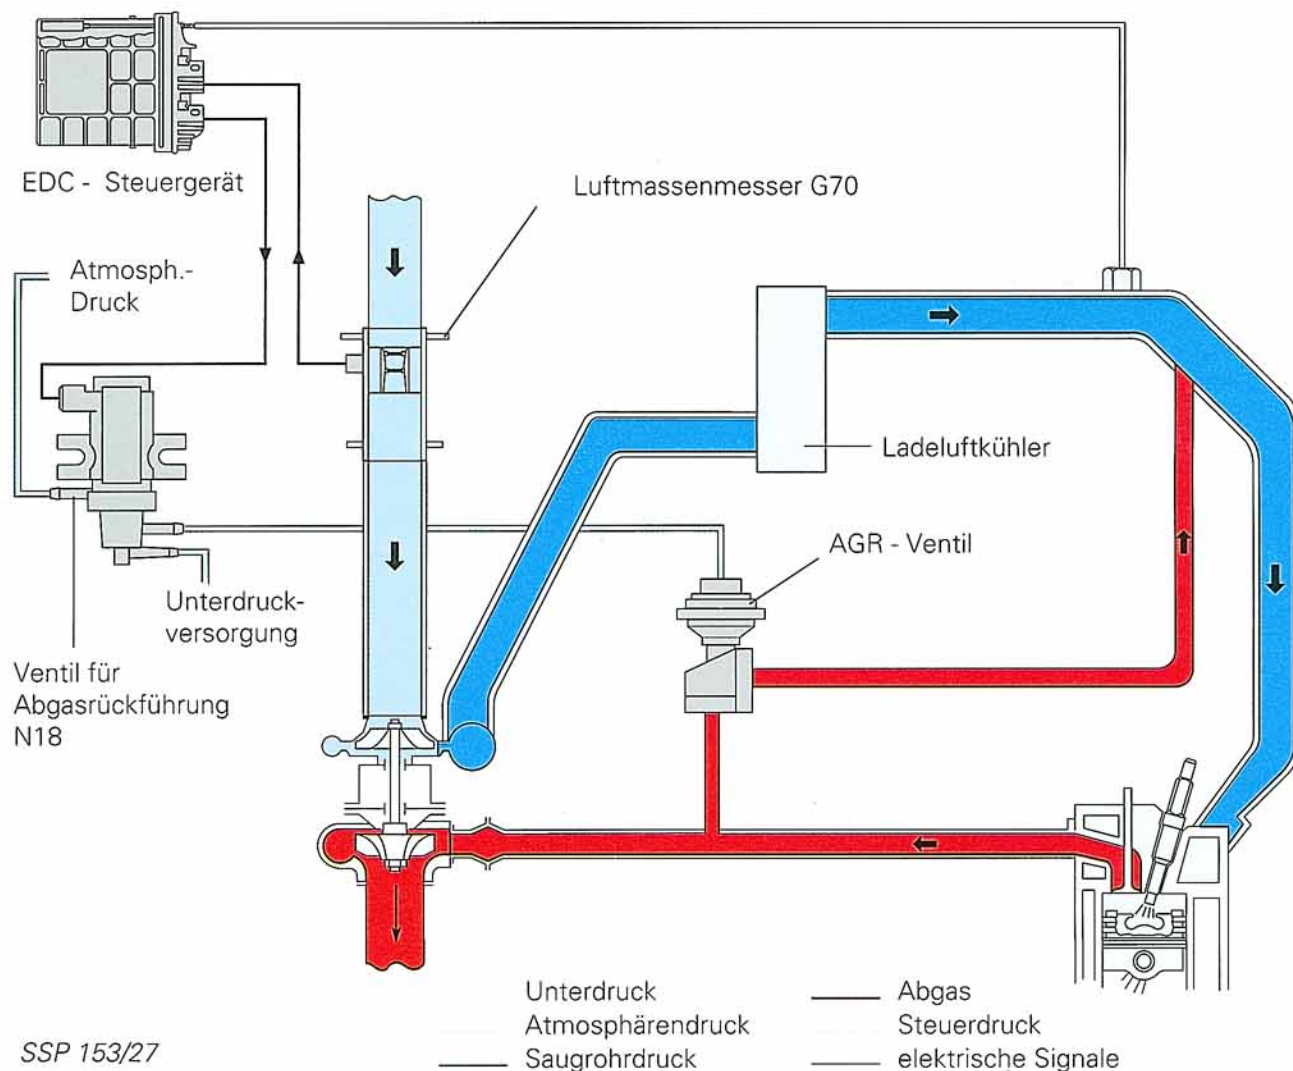 EDC - Steuergerät
Luftmassenmesser G70
Atmosph.-
Druck
Ladeluftkühler
AGR - Ventil
Unterdruck-
versorgung
Ventil für
Abgasrückführung
N18
Unterdruck
Abgas
Atmosphärendruck
Steuerdruck
Saugrohrdruck
elektrische Signale
SSP 153/27